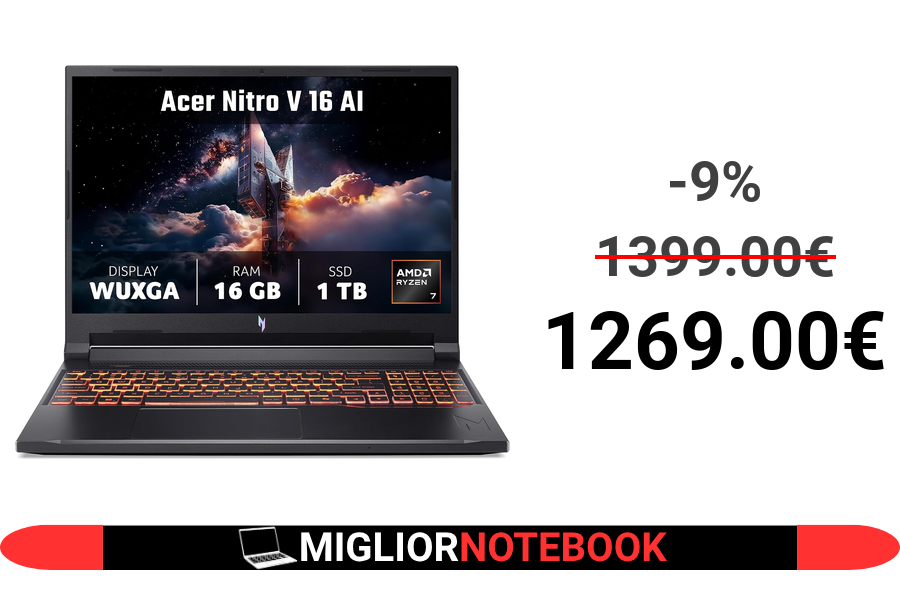 Acer Nitro V 16 AI
DISPLAY
WUXGA
RAM
16 GB
SSD
1 TB
AMD
RYZEN
7
-9%
1399.00€
1269.00€
MIGLIORNOTEBOOK